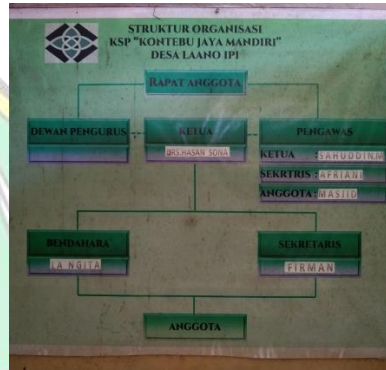 STRUKTUR ORGANISASI
KSP "KONTEBU JAYA MANDIRI"
DESA LAANO IPI
RAPAT ANGGOTA
DEWAN PENGURUS
KETUA
DRS.HASAN SONA
PENGAWAS
KETUA : SAHUDDIN.M
SEKRTRIS : AFRIANI
ANGGOTA : MASJID
BENDAHARA
LA NGITA
SEKRETARIS
FIRMAN
ANGGOTA